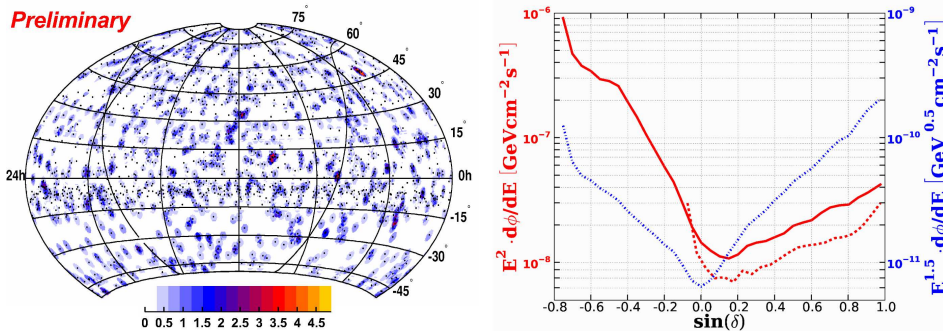 Preliminary
75°
60°
45°
30°
15°
24h
0h
-15°
-30°
-45°
0 0.5 1 1.5 2 2.5 3 3.5 4 4.5
E² · dϕ/dE [GeVcm⁻²s⁻¹]
10⁻⁶
10⁻⁷
10⁻⁸
10⁻⁹
10⁻¹⁰
10⁻¹¹
E¹·⁵ · dϕ/dE [GeV⁰·⁵ cm⁻²s⁻¹]
-0.8 -0.6 -0.4 -0.2 0.0 0.2 0.4 0.6 0.8 1.0
sin(δ)